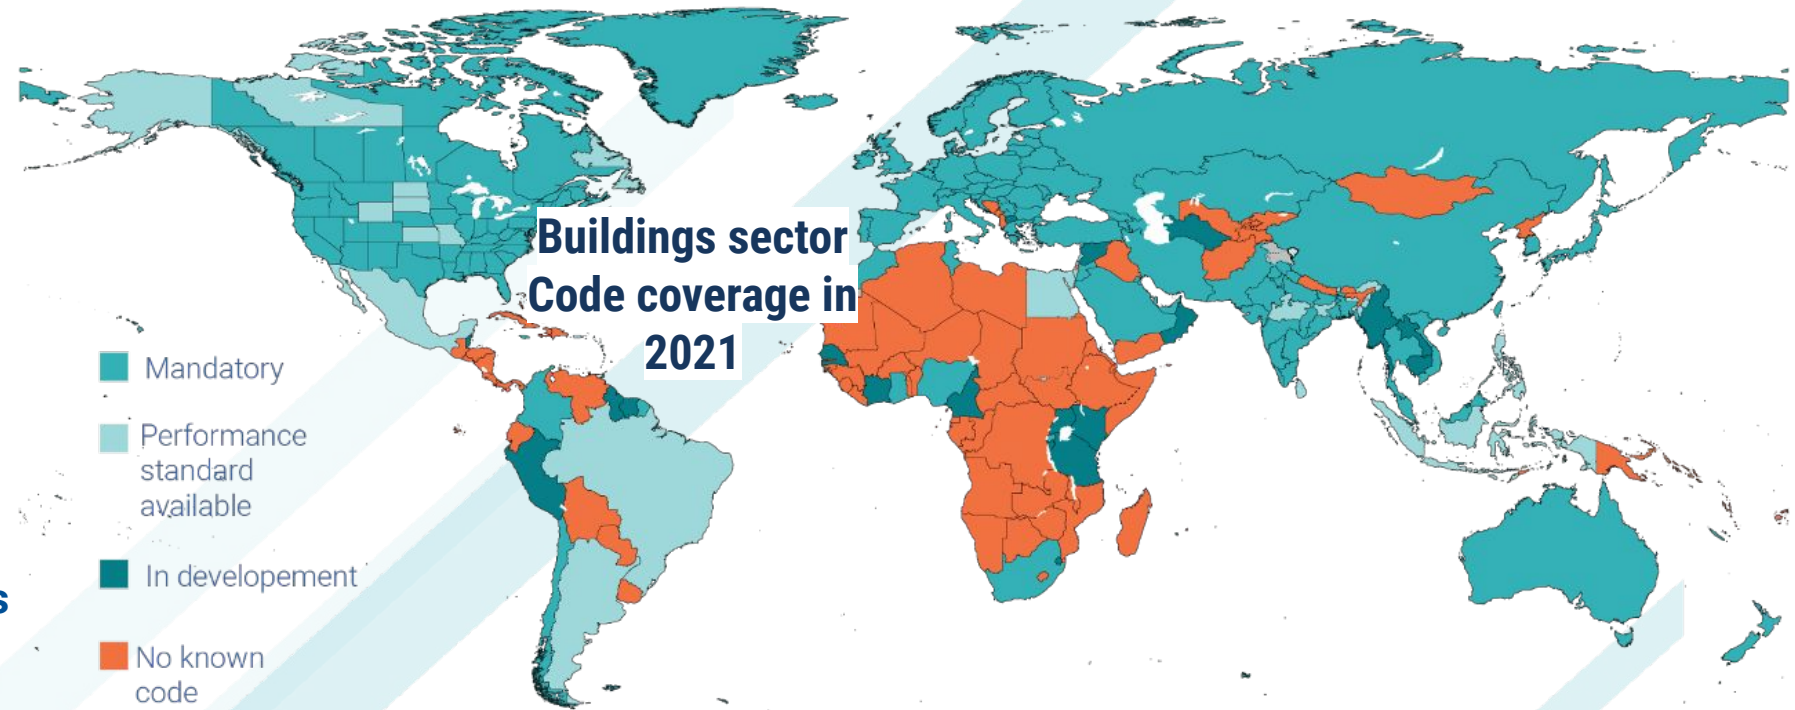 Buildings sector
Code coverage in
2021
Mandatory
Performance
standard
available
In developement
No known
code
s